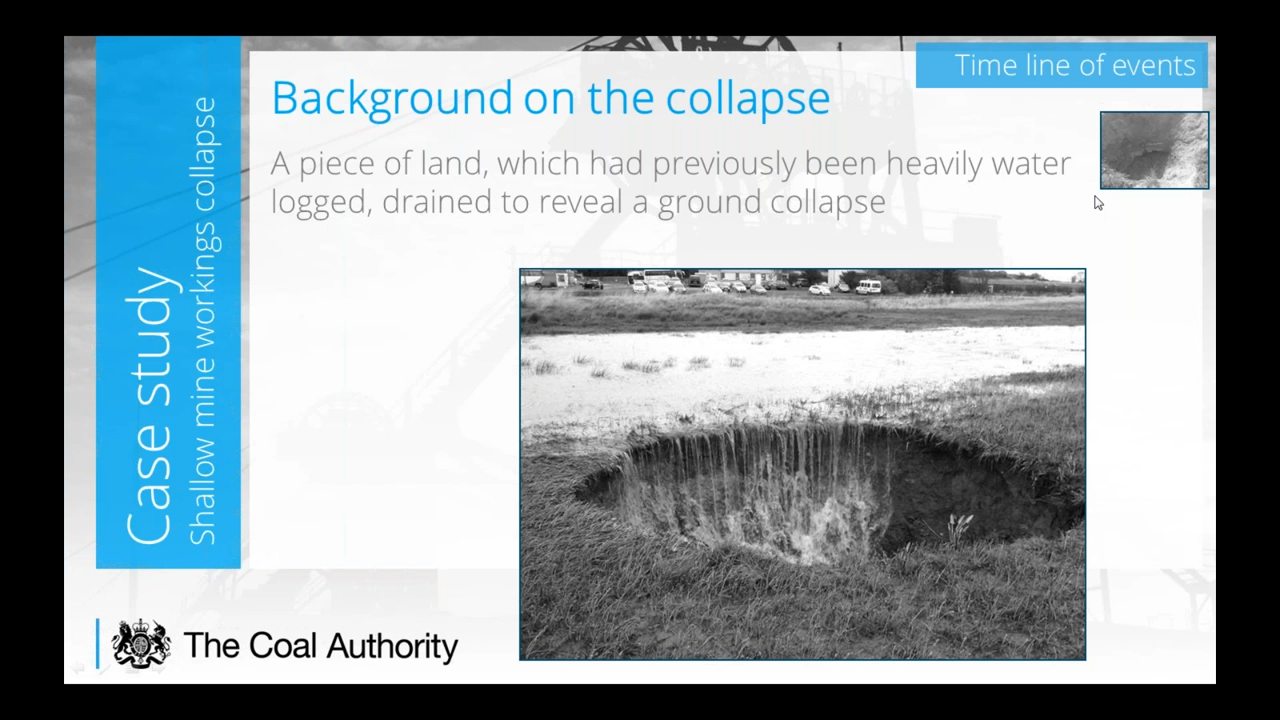 Time line of events
Background on the collapse
A piece of land, which had previously been heavily water
logged, drained to reveal a ground collapse
Case study
Shallow mine workings collapse
The Coal Authority